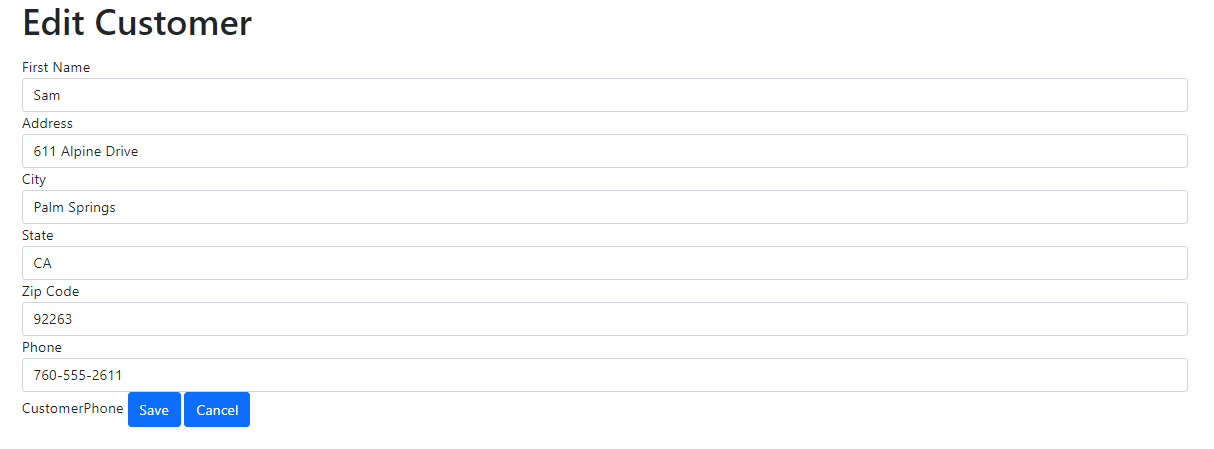 Edit Customer
First Name
Sam
Address
611 Alpine Drive
City
Palm Springs
State
CA
Zip Code
92263
Phone
760-555-2611
CustomerPhone Save Cancel